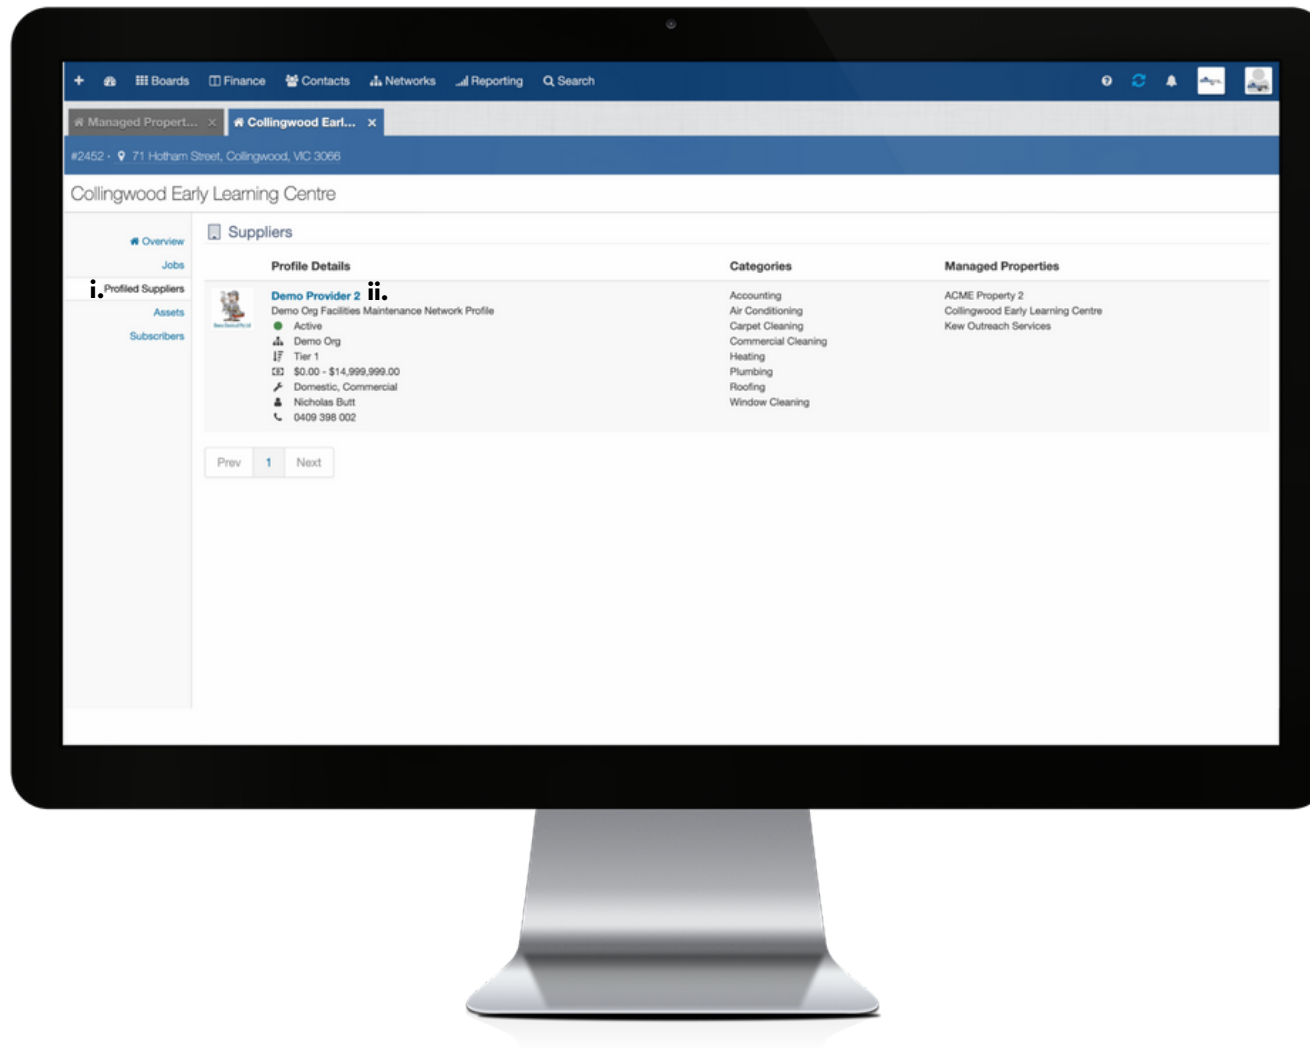 Boards Finance Contacts Networks Reporting Search
Managed Propert... × Collingwood Earl... ×
#2452 · 71 Hotham Street, Collingwood, VIC 3066
Collingwood Early Learning Centre
Overview
Jobs
i. Profiled Suppliers
Assets
Subscribers
Suppliers
Profile Details Categories Managed Properties
Demo Provider 2 ii.
Demo Org Facilities Maintenance Network Profile
Active
Demo Org
Tier 1
$0.00 - $14,999,999.00
Domestic, Commercial
Nicholas Butt
0409 398 002
Accounting
Air Conditioning
Carpet Cleaning
Commercial Cleaning
Heating
Plumbing
Roofing
Window Cleaning
ACME Property 2
Collingwood Early Learning Centre
Kew Outreach Services
Prev 1 Next